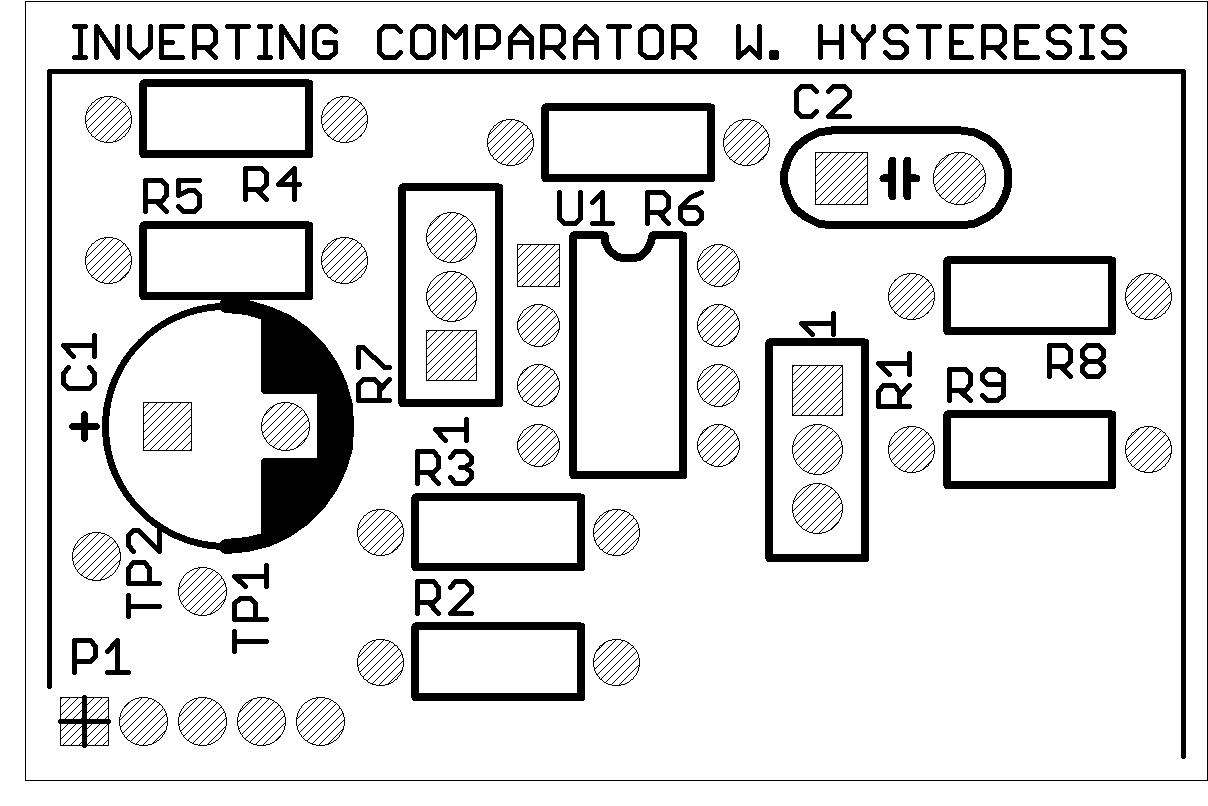 INVERTING COMPARATOR W. HYSTERESIS
C2
R4
R5
U1 R6
1
R8
C1
+
R7
R1
R9
1
R3
TP2
TP1
R2
P1